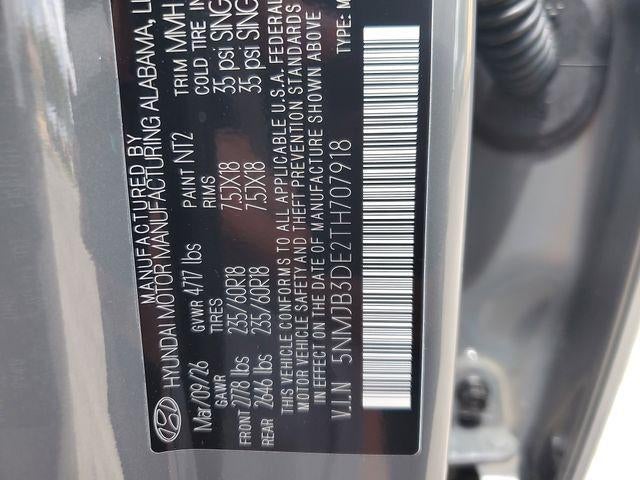 MANUFACTURED BY
HYUNDAI MOTOR MANUFACTURING ALABAMA,
Mar/09/26 PAINT NT2 TRIM MMH
GVWR 4717 lbs
GAWR TIRES RIMS COLD TIRE
FRONT 2778 lbs 235/60R18 7.5JX18 35 psi SING
REAR 2646 lbs 235/60R18 7.5JX18 35 psi SING
THIS VEHICLE CONFORMS TO ALL APPLICABLE U.S.A. FEDERAL
MOTOR VEHICLE SAFETY AND THEFT PREVENTION STANDARDS
IN EFFECT ON THE DATE OF MANUFACTURE SHOWN ABOVE
V.I.N 5NMJB3DE2TH707918 TYPE: